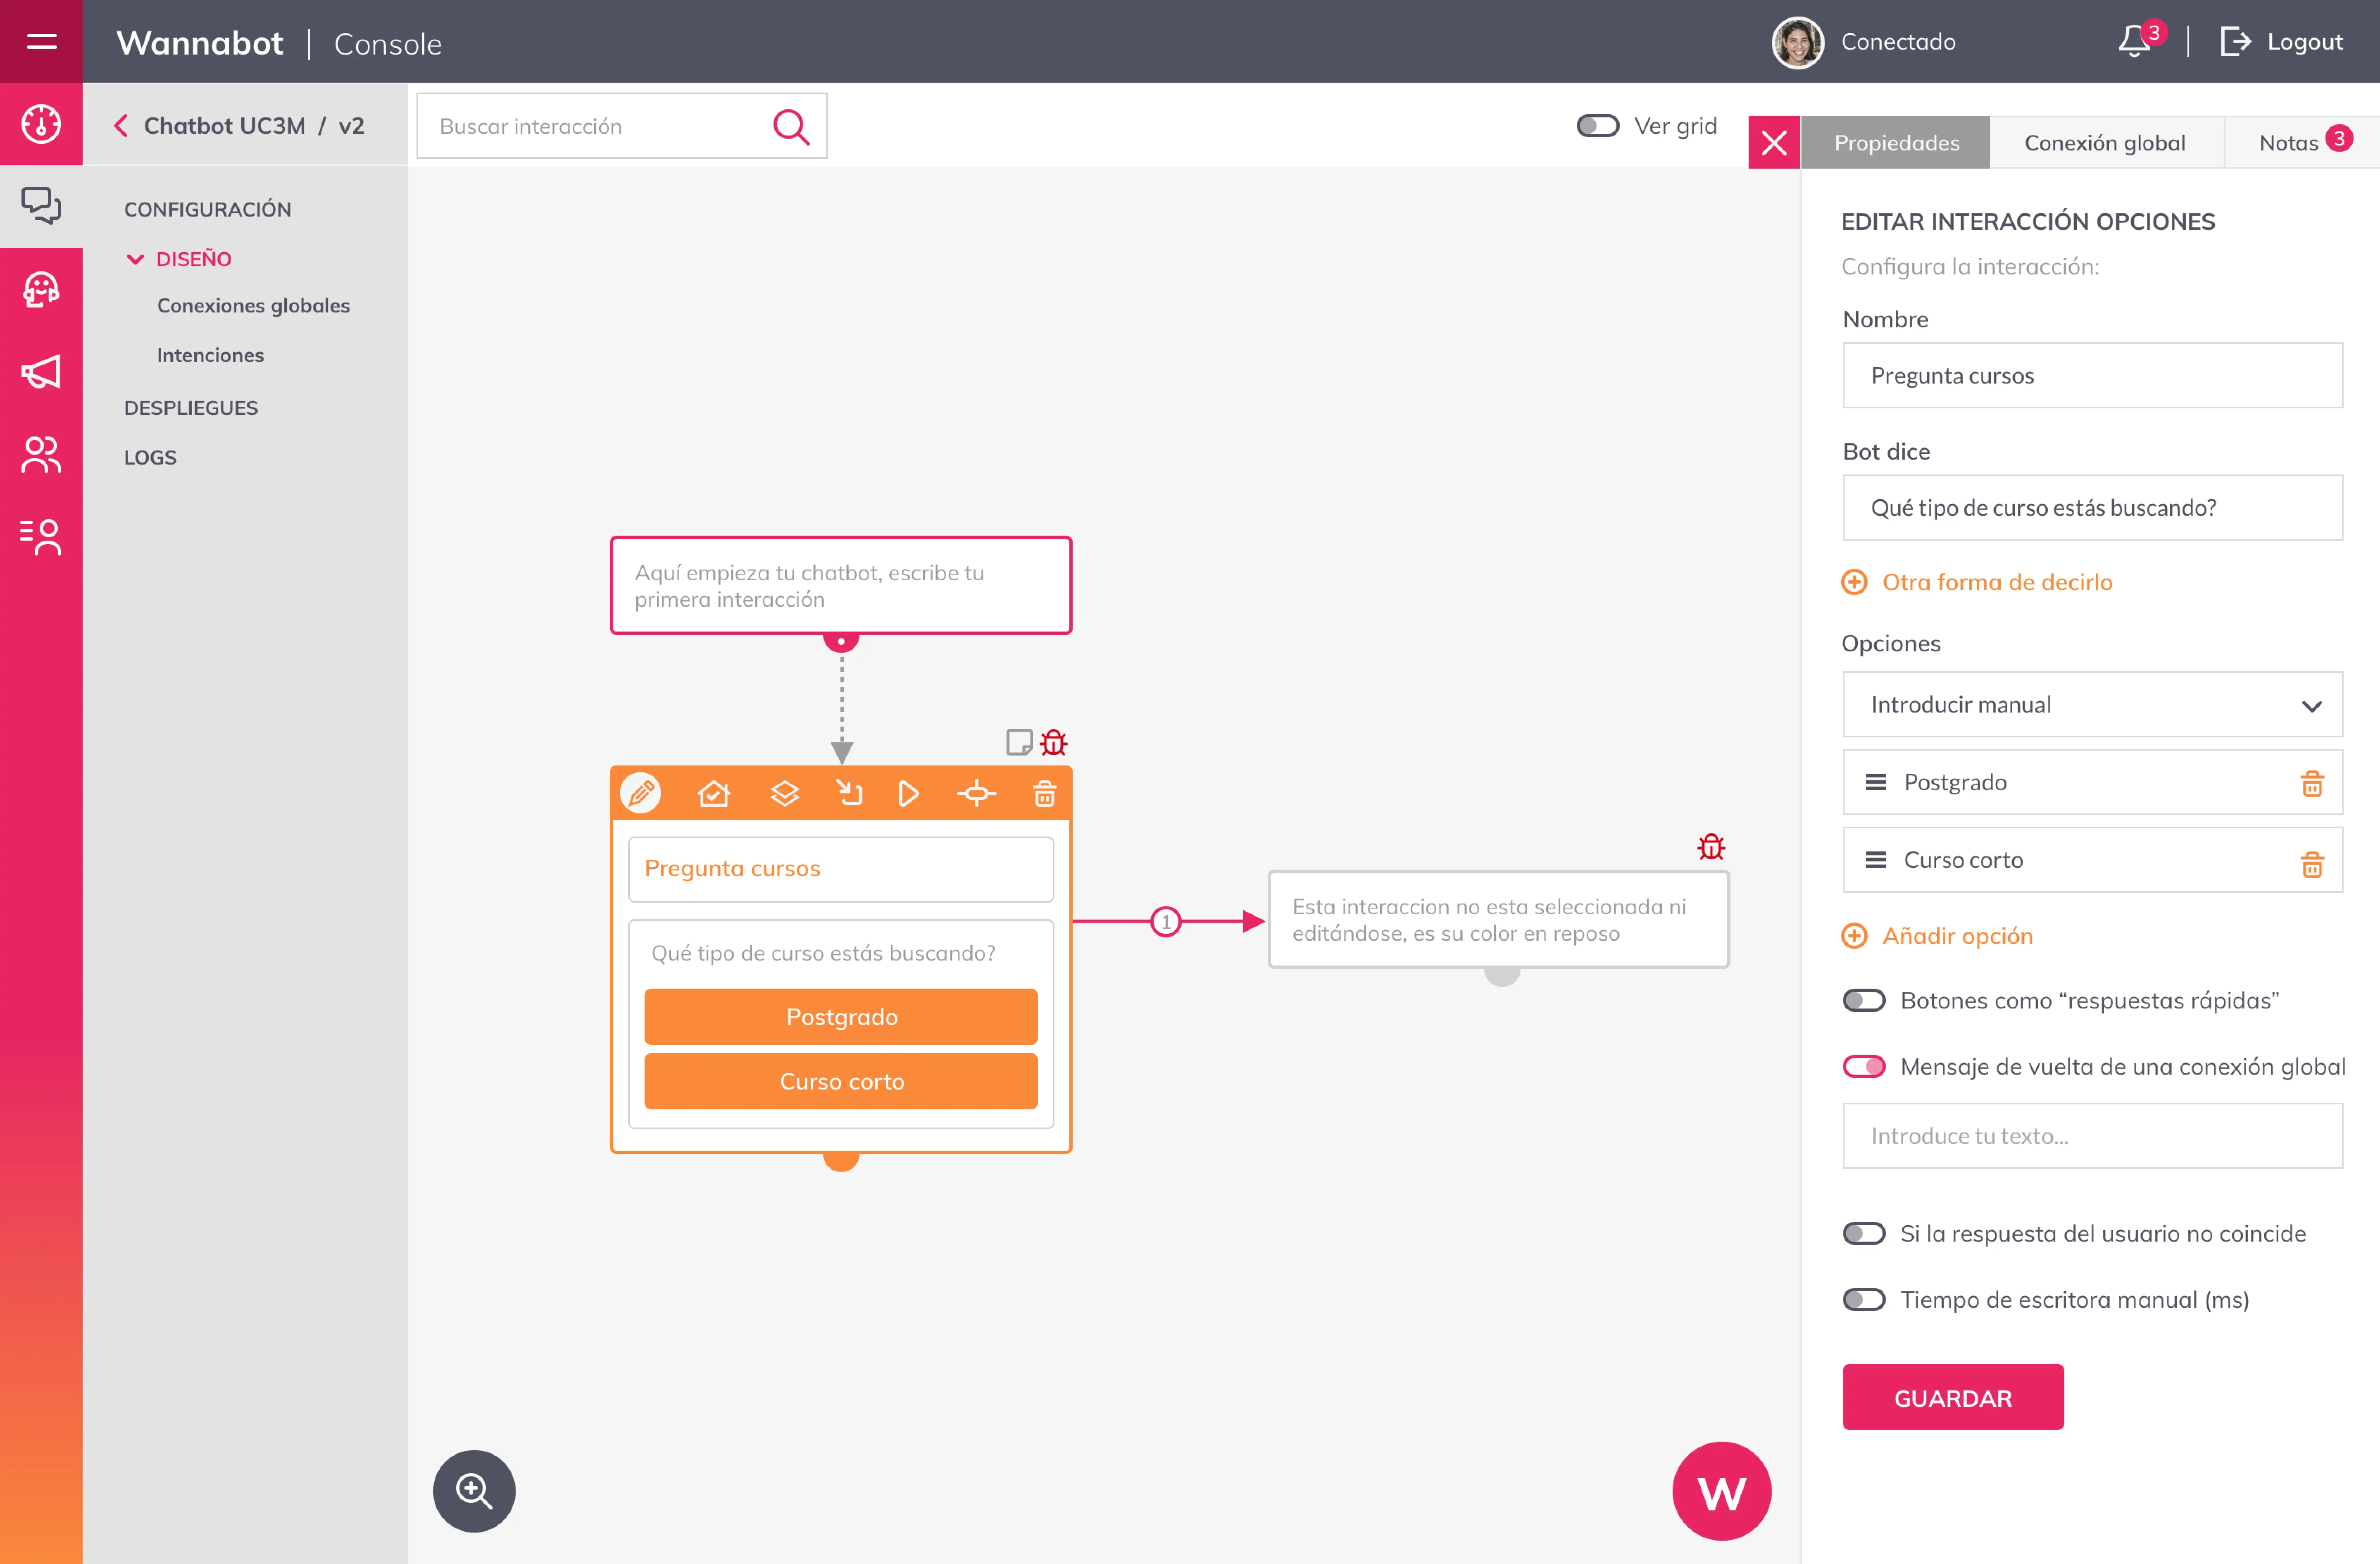 Wannabot | Console
Conectado
3
Logout
Chatbot UC3M / v2
Buscar interacción
Ver grid
Propiedades
Conexión global
Notas 3
CONFIGURACIÓN
DISEÑO
Conexiones globales
Intenciones
DESPLIEGUES
LOGS
Aquí empieza tu chatbot, escribe tu
primera interacción
Pregunta cursos
Qué tipo de curso estás buscando?
Postgrado
Curso corto
1
Esta interaccion no esta seleccionada ni
editándose, es su color en reposo
W
EDITAR INTERACCIÓN OPCIONES
Configura la interacción:
Nombre
Pregunta cursos
Bot dice
Qué tipo de curso estás buscando?
Otra forma de decirlo
Opciones
Introducir manual
Postgrado
Curso corto
Añadir opción
Botones como “respuestas rápidas”
Mensaje de vuelta de una conexión global
Introduce tu texto...
Si la respuesta del usuario no coincide
Tiempo de escritora manual (ms)
GUARDAR